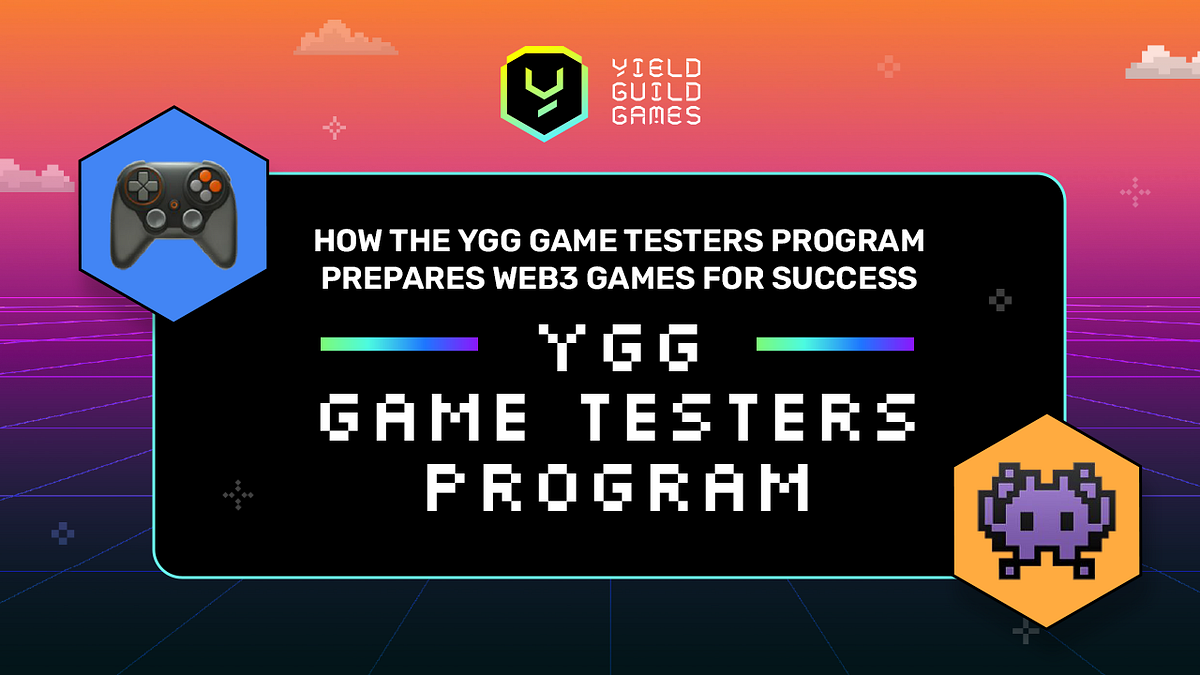 YIELD
GUILD
GAMES
HOW THE YGG GAME TESTERS PROGRAM
PREPARES WEB3 GAMES FOR SUCCESS
YGG
GAME TESTERS
PROGRAM